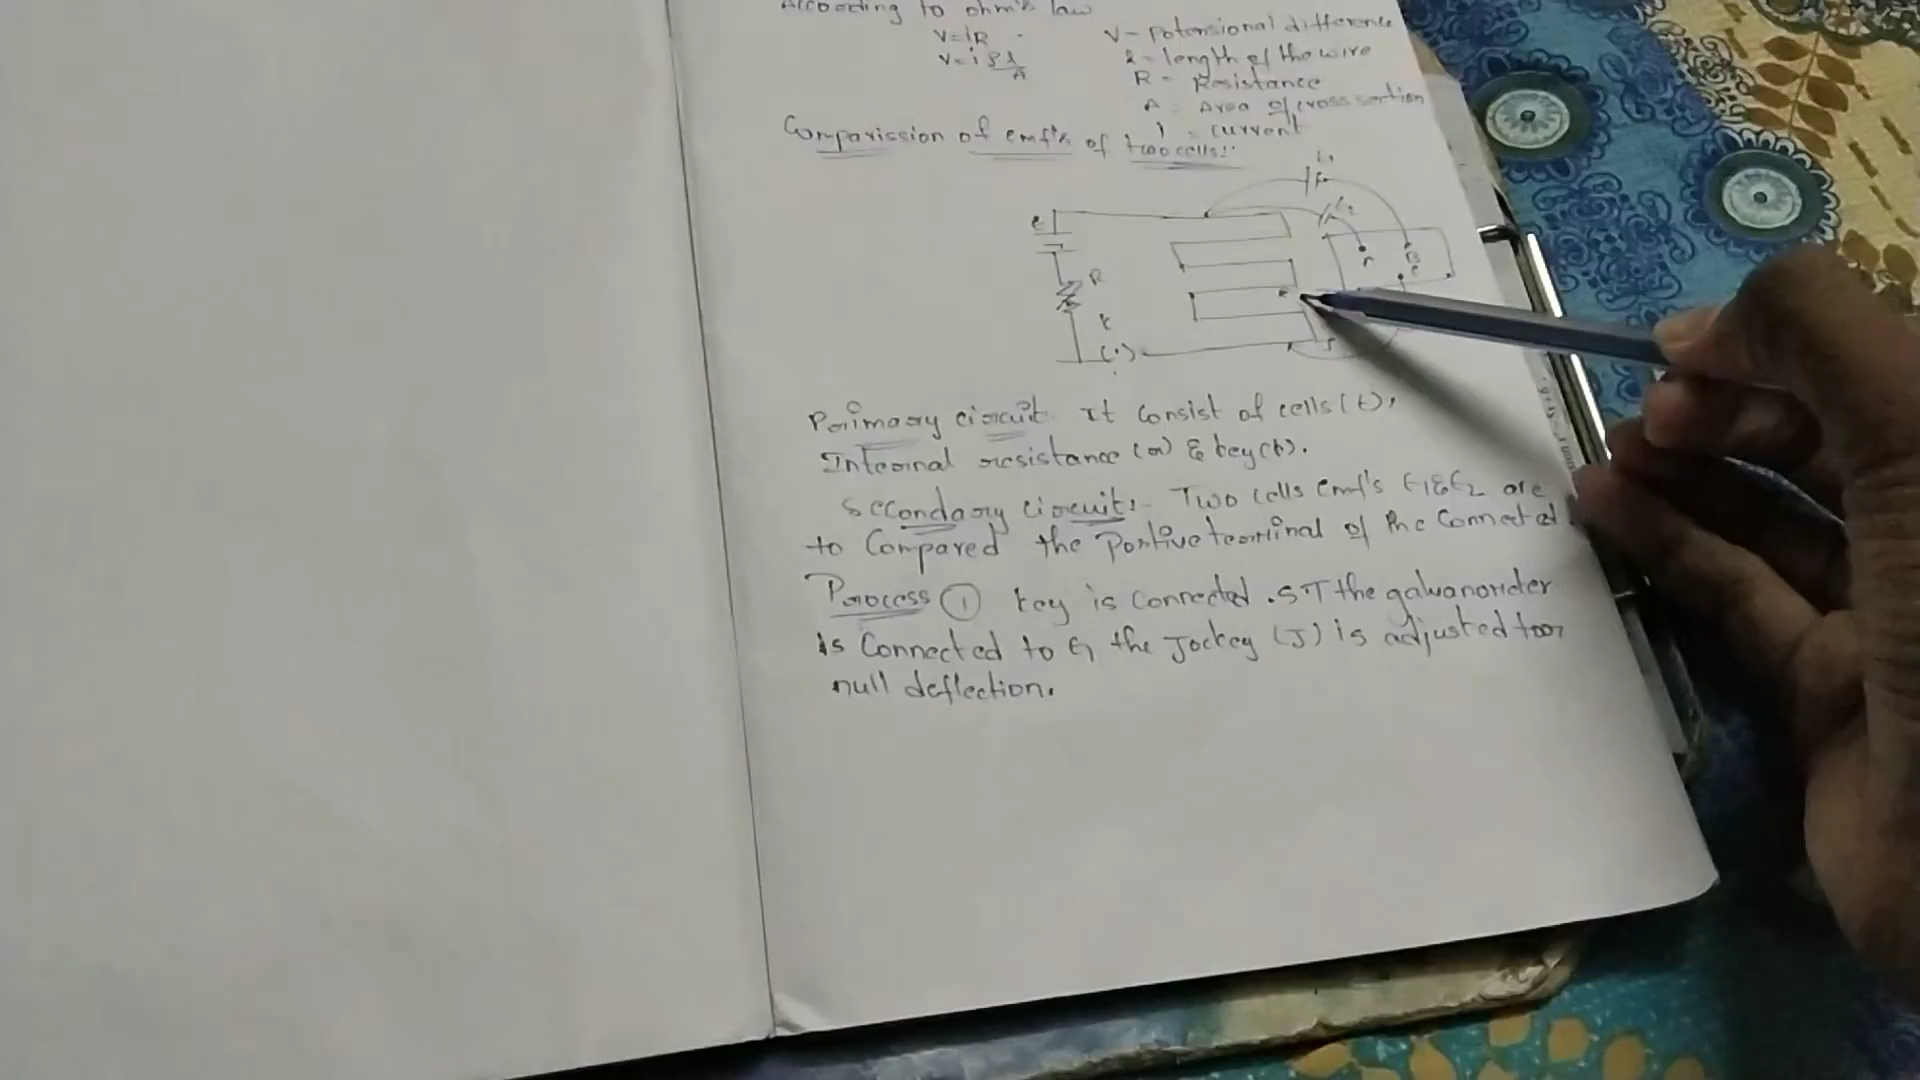 According to ohm's law
V=iR
V=iρl/A
V- potensional difference
l - length of the wire
R - Resistance
A - Area of cross section
i = current
Comparission of emf's of two cells:-
E1
E2
e
R
K
(.)
A
B
C
J
Primary circuit It consist of cells (E),
Internal resistance (r) & key (k).
Secondary circuit:- Two cells emf's E1&E2 are
to compared the Positive terminal of the Connected.
Process ① key is connected .ST the galvanometer
is Connected to E1 the Jockey (J) is adjusted for
null deflection.